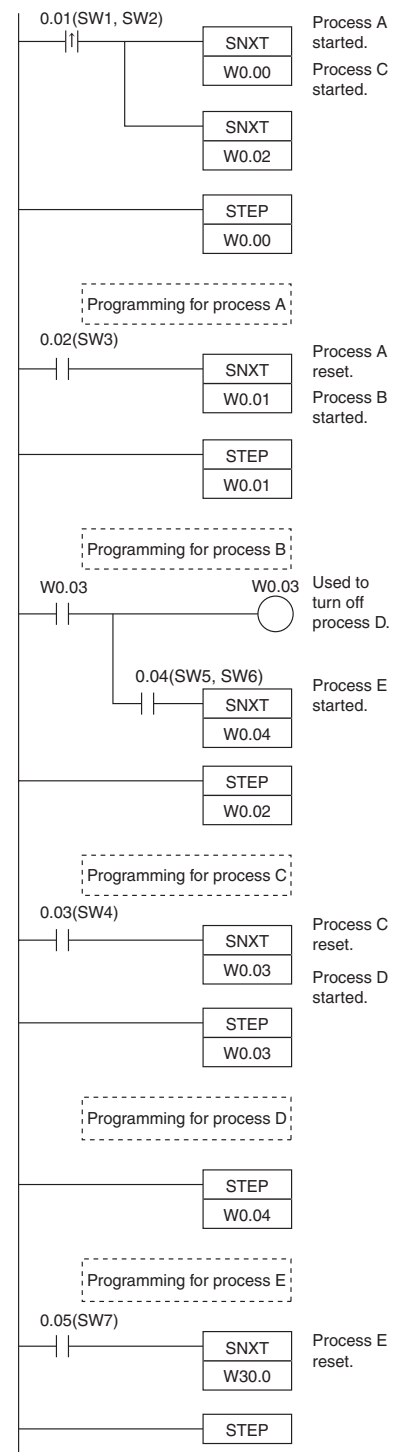 0.01(SW1, SW2)
Process A
started.
SNXT
W0.00
Process C
started.
SNXT
W0.02
STEP
W0.00
Programming for process A
0.02(SW3)
SNXT
W0.01
Process A
reset.
Process B
started.
STEP
W0.01
Programming for process B
W0.03
W0.03
Used to
turn off
process D.
0.04(SW5, SW6)
SNXT
W0.04
Process E
started.
STEP
W0.02
Programming for process C
0.03(SW4)
SNXT
W0.03
Process C
reset.
Process D
started.
STEP
W0.03
Programming for process D
STEP
W0.04
Programming for process E
0.05(SW7)
SNXT
W30.0
Process E
reset.
STEP